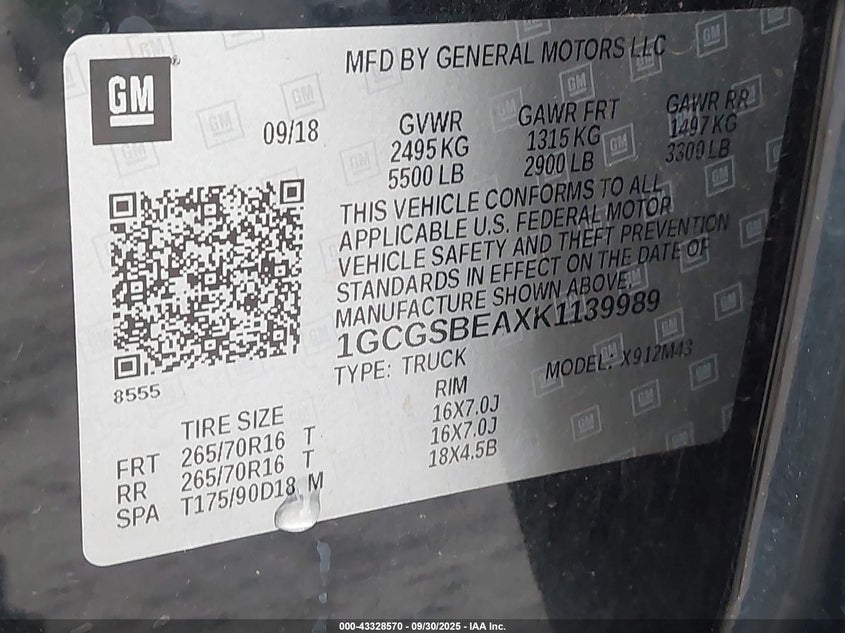 MFD BY GENERAL MOTORS LLC
GM
®
09/18
GVWR
2495 KG
5500 LB
GAWR FRT
1315 KG
2900 LB
GAWR RR
1497 KG
3300 LB
THIS VEHICLE CONFORMS TO ALL
APPLICABLE U.S. FEDERAL MOTOR
VEHICLE SAFETY AND THEFT PREVENTION
STANDARDS IN EFFECT ON THE DATE OF
MANUFACTURE SHOWN ABOVE.
1GCGSBEAXK1139989
TYPE: TRUCK
MODEL: X912M43
8555
TIRE SIZE
RIM
FRT 265/70R16 T 16X7.0J
RR 265/70R16 T 16X7.0J
SPA T175/90D18 M 18X4.5B
000-43328570 - 09/30/2025 - IAA Inc.